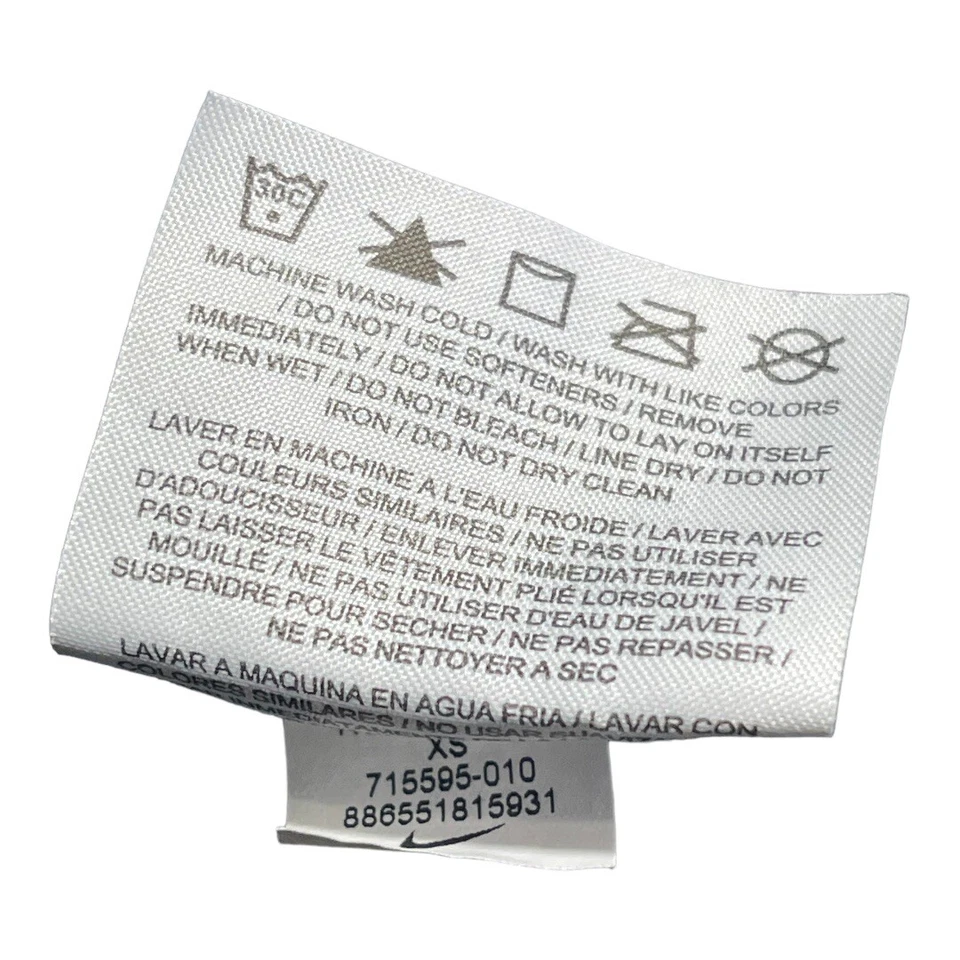 30C
MACHINE WASH COLD / WASH WITH LIKE COLORS
/ DO NOT USE SOFTENERS / REMOVE
IMMEDIATELY / DO NOT ALLOW TO LAY ON ITSELF
WHEN WET / DO NOT BLEACH / LINE DRY / DO NOT
IRON / DO NOT DRY CLEAN
LAVER EN MACHINE A L'EAU FROIDE / LAVER AVEC
COULEURS SIMILAIRES / NE PAS UTILISER
D'ADOUCISSEUR / ENLEVER IMMEDIATEMENT / NE
PAS LAISSER LE VÊTEMENT PLIÉ LORSQU'IL EST
MOUILLÉ / NE PAS UTILISER D'EAU DE JAVEL /
SUSPENDRE POUR SECHER / NE PAS REPASSER /
NE PAS NETTOYER A SEC
LAVAR A MAQUINA EN AGUA FRIA / LAVAR CON
COLORES SIMILARES / NO USAR
XS
715595-010
886551815931